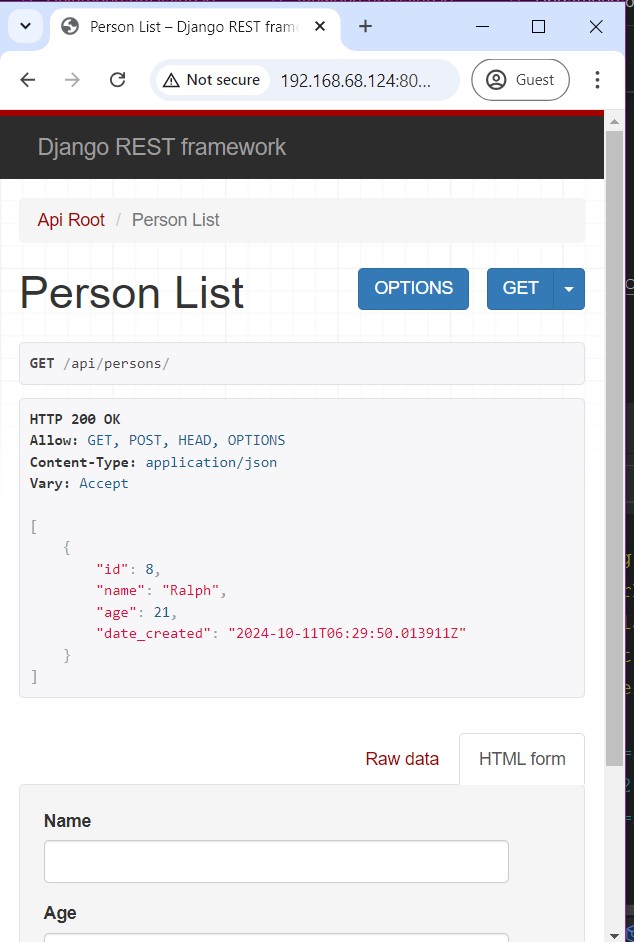 Person List – Django REST fram
Not secure
192.168.68.124:80...
Guest
Django REST framework
Api Root / Person List
Person List
OPTIONS
GET
GET /api/persons/
HTTP 200 OK
Allow: GET, POST, HEAD, OPTIONS
Content-Type: application/json
Vary: Accept
[
{
"id": 8,
"name": "Ralph",
"age": 21,
"date_created": "2024-10-11T06:29:50.013911Z"
}
]
Raw data
HTML form
Name
Age